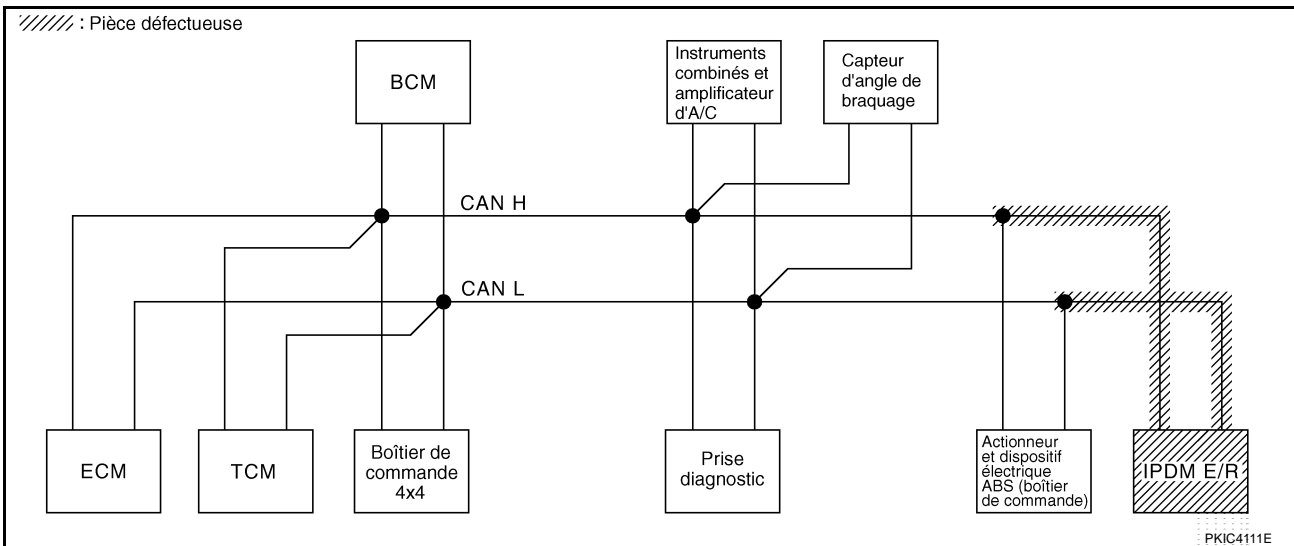 : Pièce défectueuse
BCM
Instruments
combinés et
amplificateur
d'A/C
Capteur
d'angle de
braquage
CAN H
CAN L
ECM
TCM
Boîtier de
commande
4x4
Prise
diagnostic
Actionneur
et dispositif
électrique
ABS (boîtier
de commande)
IPDM E/R
PKIC4111E